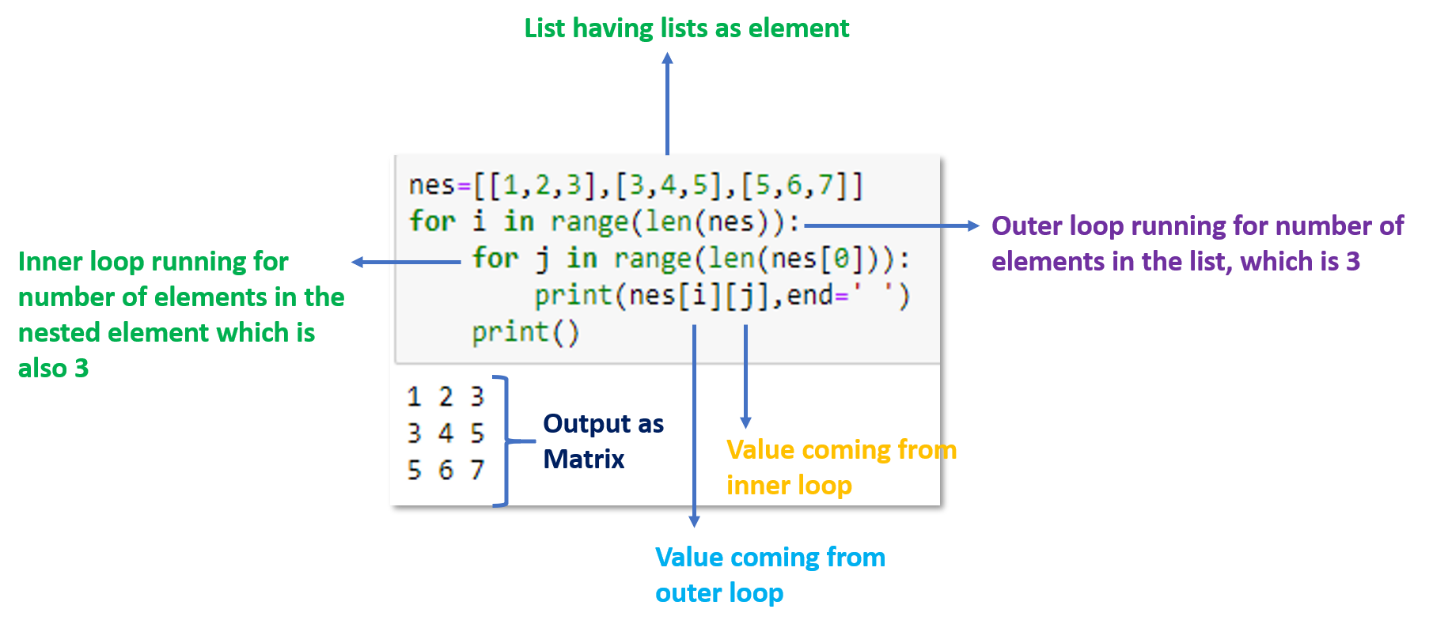 List having lists as element
nes=[[1,2,3],[3,4,5],[5,6,7]]
for i in range(len(nes)):
for j in range(len(nes[0])):
print(nes[i][j],end=' ')
print()
Outer loop running for number of
elements in the list, which is 3
Inner loop running for
number of elements in the
nested element which is
also 3
1 2 3
3 4 5
5 6 7
Output as
Matrix
Value coming from
inner loop
Value coming from
outer loop